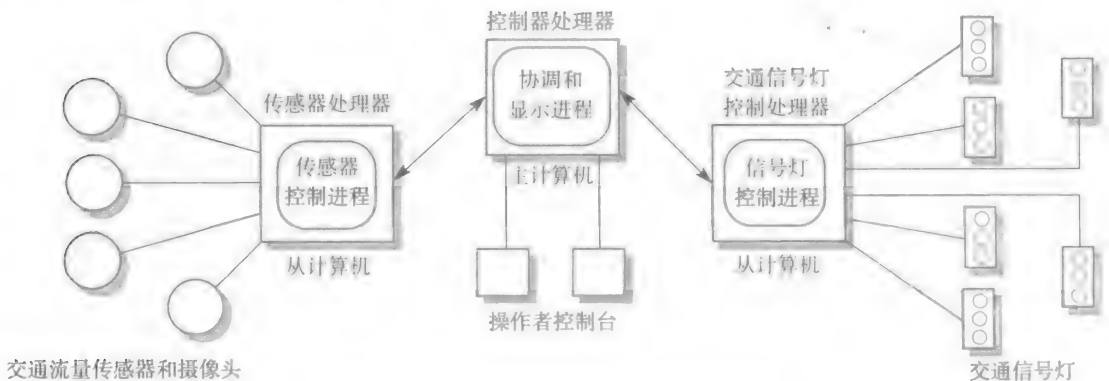 控制器处理器
协调和
显示进程
主计算机
操作者控制台
传感器处理器
传感器
控制进程
从计算机
交通流量传感器和摄像头
交通信号灯
控制处理器
信号灯
控制进程
从计算机
交通信号灯